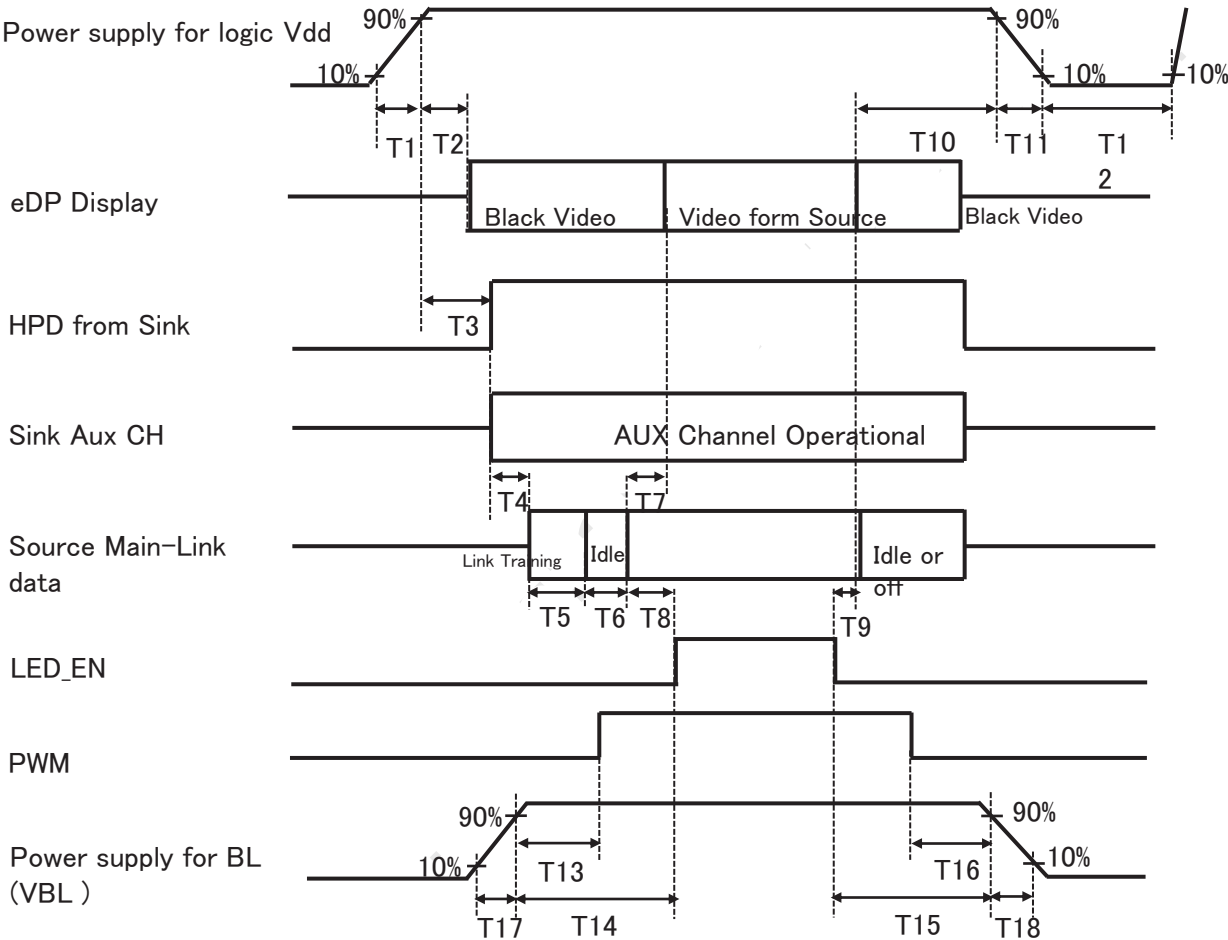 90%
90%
Power supply for logic Vdd
10%
10%
10%
T1
T2
T10
T11
T1
2
eDP Display
Black Video
Video form Source
Black Video
T3
HPD from Sink
Sink Aux CH
AUX Channel Operational
T4
T7
Source Main-Link
data
Link Training
Idle
Idle or
off
T5
T6
T8
T9
LED_EN
PWM
90%
90%
Power supply for BL
(VBL )
10%
10%
T13
T16
T17
T14
T15
T18